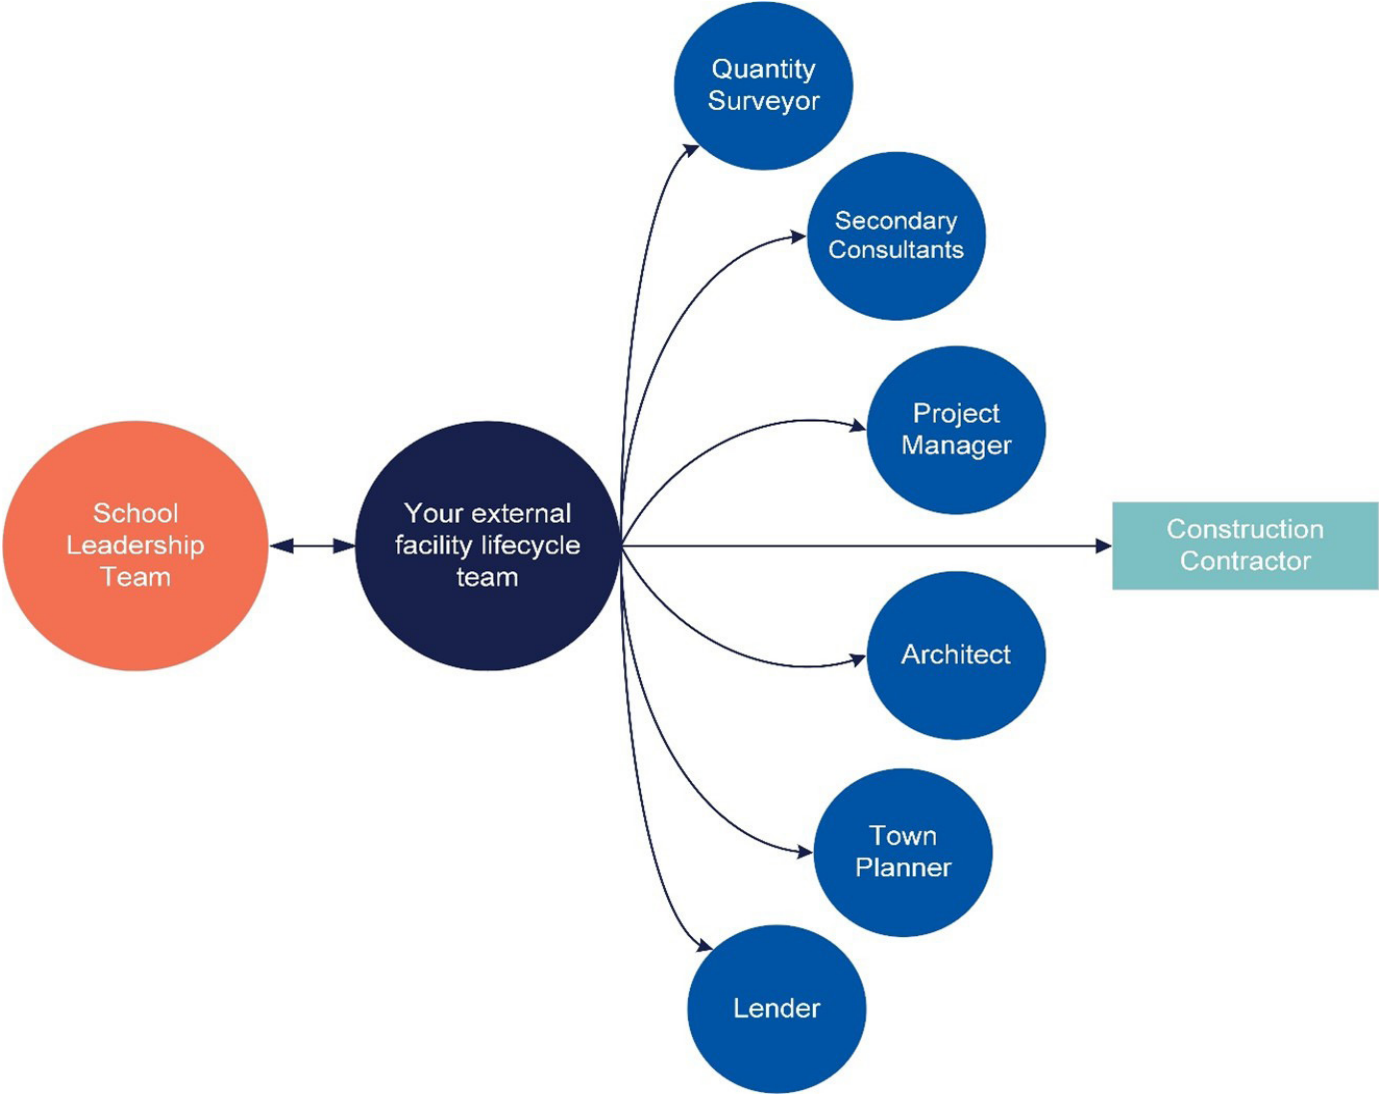 Quantity
Surveyor
Secondary
Consultants
Project
Manager
School
Leadership
Team
Your external
facility lifecycle
team
Construction
Contractor
Architect
Town
Planner
Lender